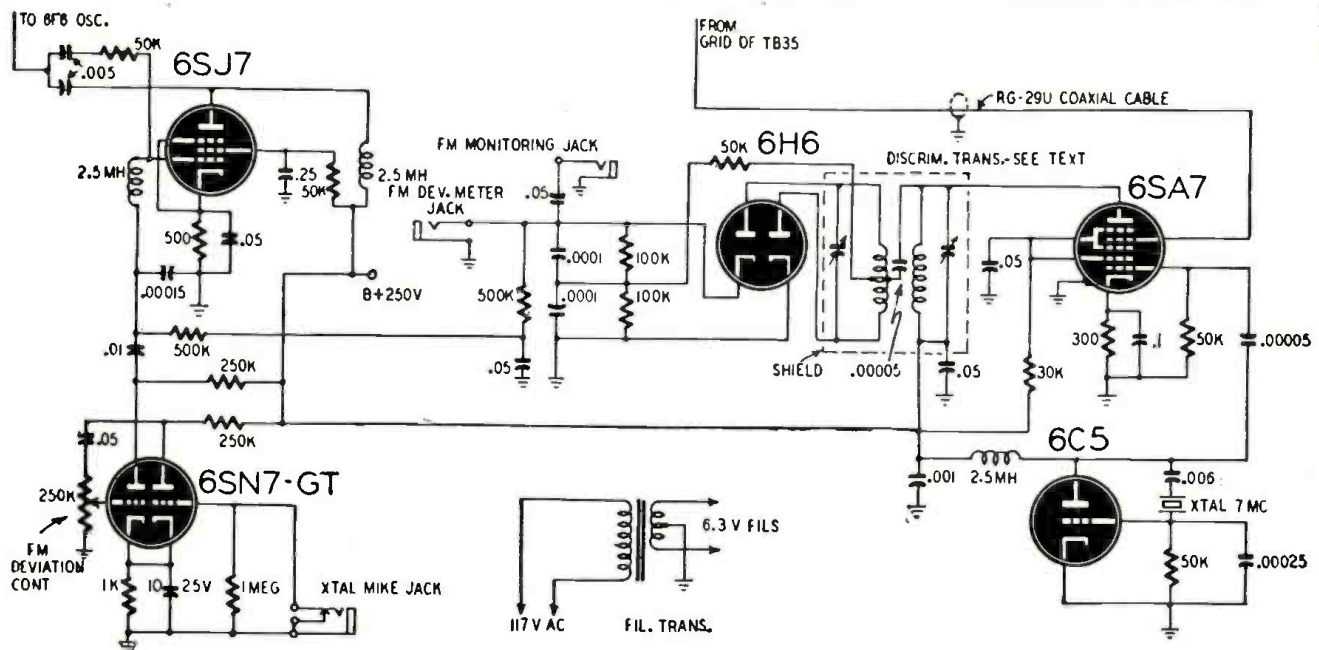 TO 6F6 OSC.
50K
.005
6SJ7
2.5 MH
.25
50K
2.5 MH
500
.05
.00015
B+250V
500K
.01
250K
250K
.05
250K
6SN7-GT
FM
DEVIATION
CONT
1K
10
25V
1 MEG
XTAL MIKE JACK
FM MONITORING JACK
FM DEV. METER
JACK
.05
.0001
.0001
100K
100K
500K
.05
50K
6H6
FROM
GRID OF TB35
RG-29U COAXIAL CABLE
DISCRIM. TRANS.-SEE TEXT
SHIELD
.00005
.05
6SA7
.05
300
.1
50K
.00005
30K
6C5
.001
2.5MH
.006
XTAL 7 MC
50K
.00025
6.3 V FILS
117 V AC
FIL. TRANS.